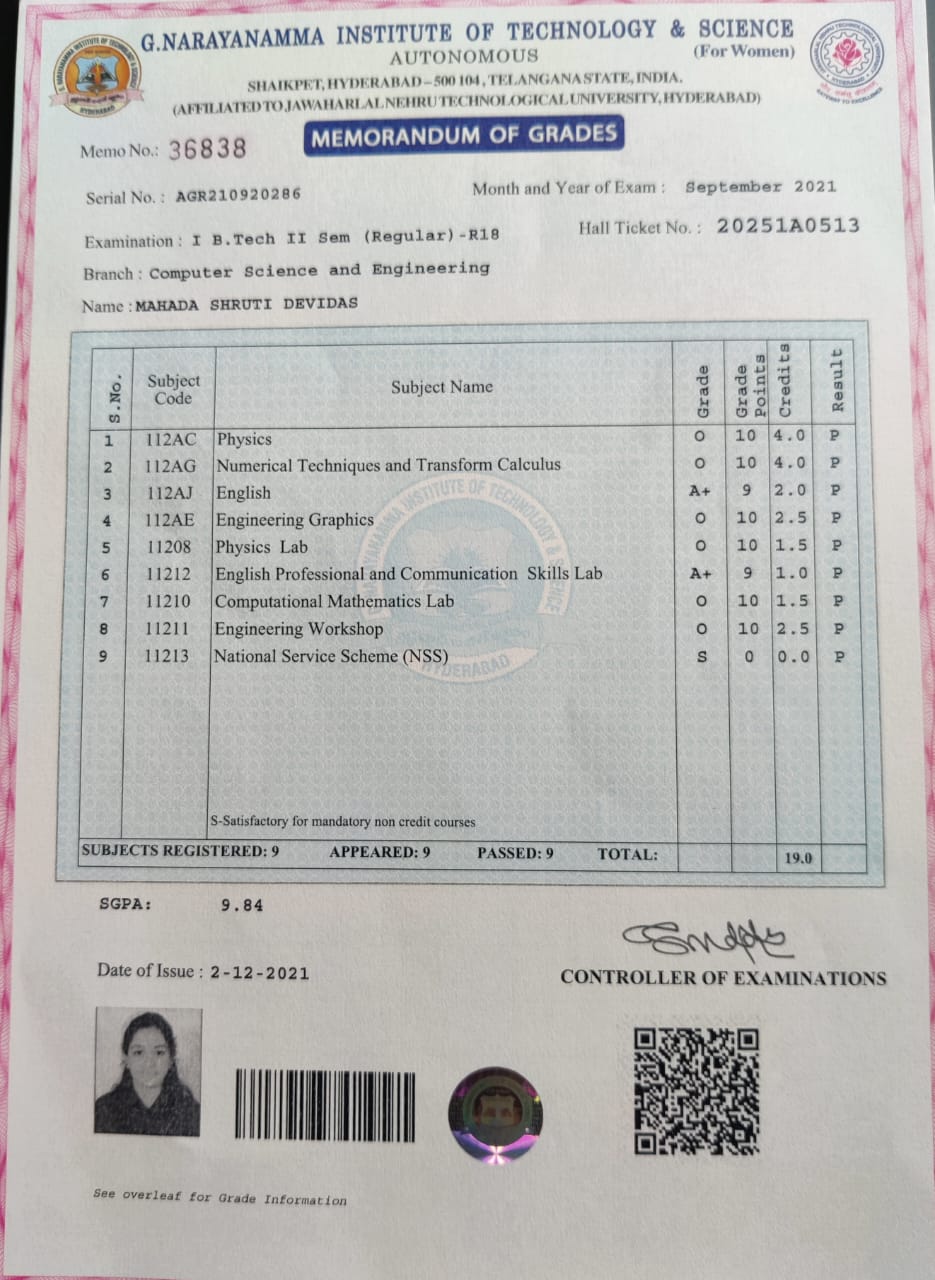 G.NARAYANAMMA INSTITUTE OF TECHNOLOGY & SCIENCE
AUTONOMOUS (For Women)
SHAIKPET, HYDERABAD – 500 104, TELANGANA STATE, INDIA.
(AFFILIATED TO JAWAHARLAL NEHRU TECHNOLOGICAL UNIVERSITY, HYDERABAD)
MEMORANDUM OF GRADES
Memo No.: 36838
Serial No. : AGR210920286 Month and Year of Exam : September 2021
Examination : I B.Tech II Sem (Regular)-R18 Hall Ticket No. : 20251A0513
Branch : Computer Science and Engineering
Name : MAHADA SHRUTI DEVIDAS
S.No. Subject Code Subject Name Grade Grade Points Credits Result
1 112AC Physics O 10 4.0 P
2 112AG Numerical Techniques and Transform Calculus O 10 4.0 P
3 112AJ English A+ 9 2.0 P
4 112AE Engineering Graphics O 10 2.5 P
5 11208 Physics Lab O 10 1.5 P
6 11212 English Professional and Communication Skills Lab A+ 9 1.0 P
7 11210 Computational Mathematics Lab O 10 1.5 P
8 11211 Engineering Workshop O 10 2.5 P
9 11213 National Service Scheme (NSS) S 0 0.0 P
S-Satisfactory for mandatory non credit courses
SUBJECTS REGISTERED: 9 APPEARED: 9 PASSED: 9 TOTAL: 19.0
SGPA: 9.84
Date of Issue : 2-12-2021
CONTROLLER OF EXAMINATIONS
See overleaf for Grade Information